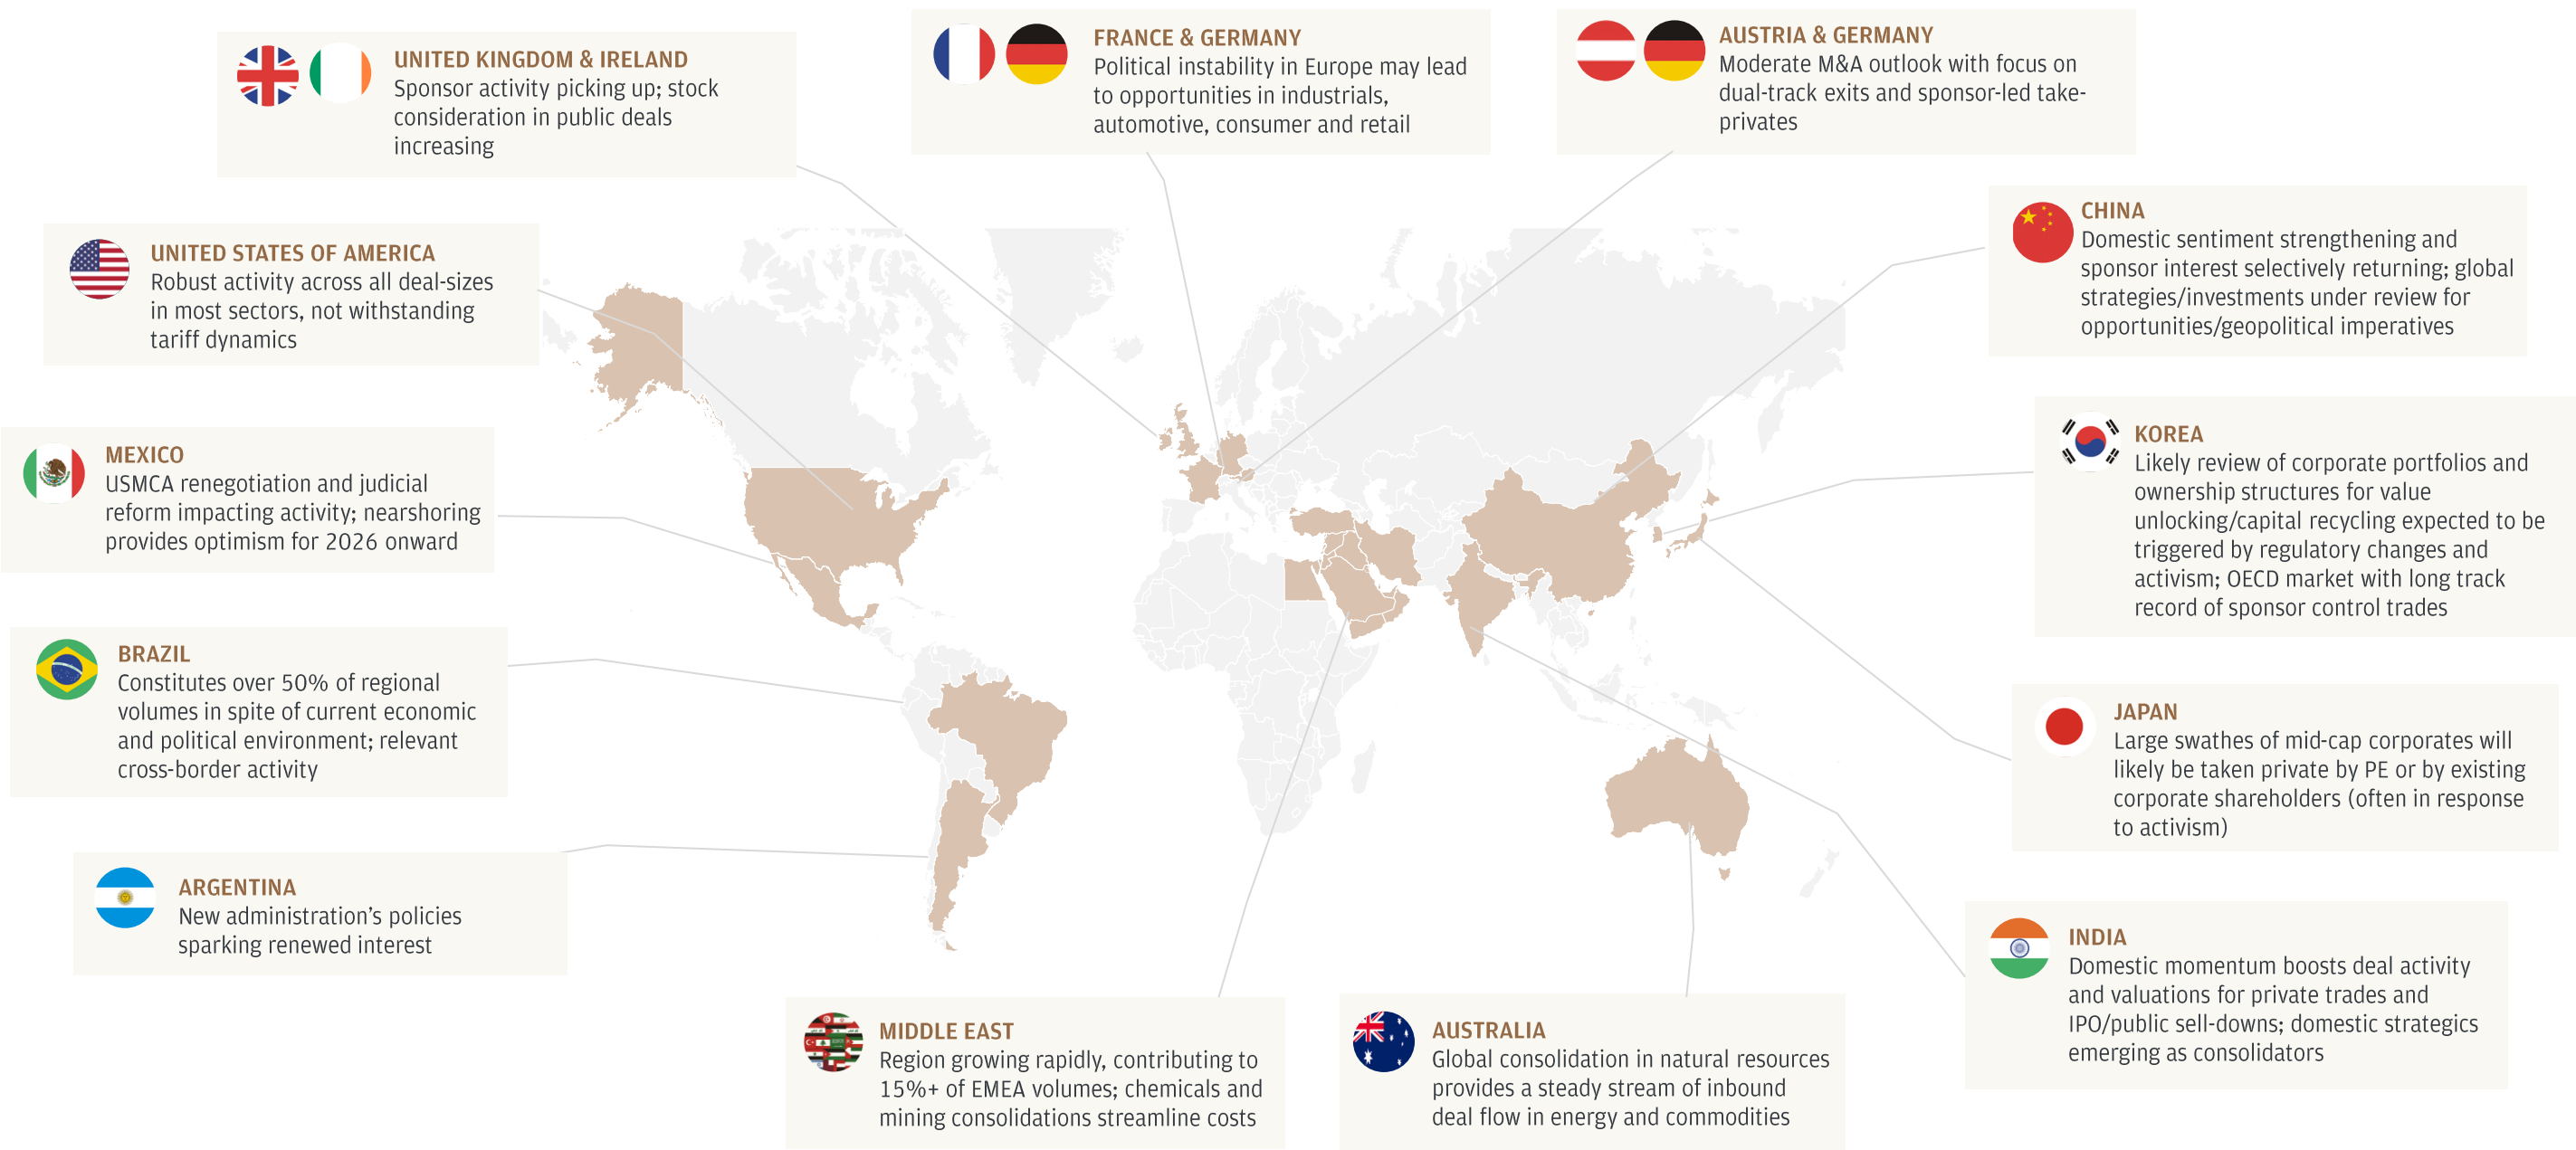 UNITED KINGDOM & IRELAND
Sponsor activity picking up; stock
consideration in public deals
increasing
FRANCE & GERMANY
Political instability in Europe may lead
to opportunities in industrials,
automotive, consumer and retail
AUSTRIA & GERMANY
Moderate M&A outlook with focus on
dual-track exits and sponsor-led take-
privates
UNITED STATES OF AMERICA
Robust activity across all deal-sizes
in most sectors, not withstanding
tariff dynamics
CHINA
Domestic sentiment strengthening and
sponsor interest selectively returning; global
strategies/investments under review for
opportunities/geopolitical imperatives
MEXICO
USMCA renegotiation and judicial
reform impacting activity; nearshoring
provides optimism for 2026 onward
KOREA
Likely review of corporate portfolios and
ownership structures for value
unlocking/capital recycling expected to be
triggered by regulatory changes and
activism; OECD market with long track
record of sponsor control trades
BRAZIL
Constitutes over 50% of regional
volumes in spite of current economic
and political environment; relevant
cross-border activity
JAPAN
Large swathes of mid-cap corporates will
likely be taken private by PE or by existing
corporate shareholders (often in response
to activism)
ARGENTINA
New administration’s policies
sparking renewed interest
INDIA
Domestic momentum boosts deal activity
and valuations for private trades and
IPO/public sell-downs; domestic strategics
emerging as consolidators
MIDDLE EAST
Region growing rapidly, contributing to
15%+ of EMEA volumes; chemicals and
mining consolidations streamline costs
AUSTRALIA
Global consolidation in natural resources
provides a steady stream of inbound
deal flow in energy and commodities